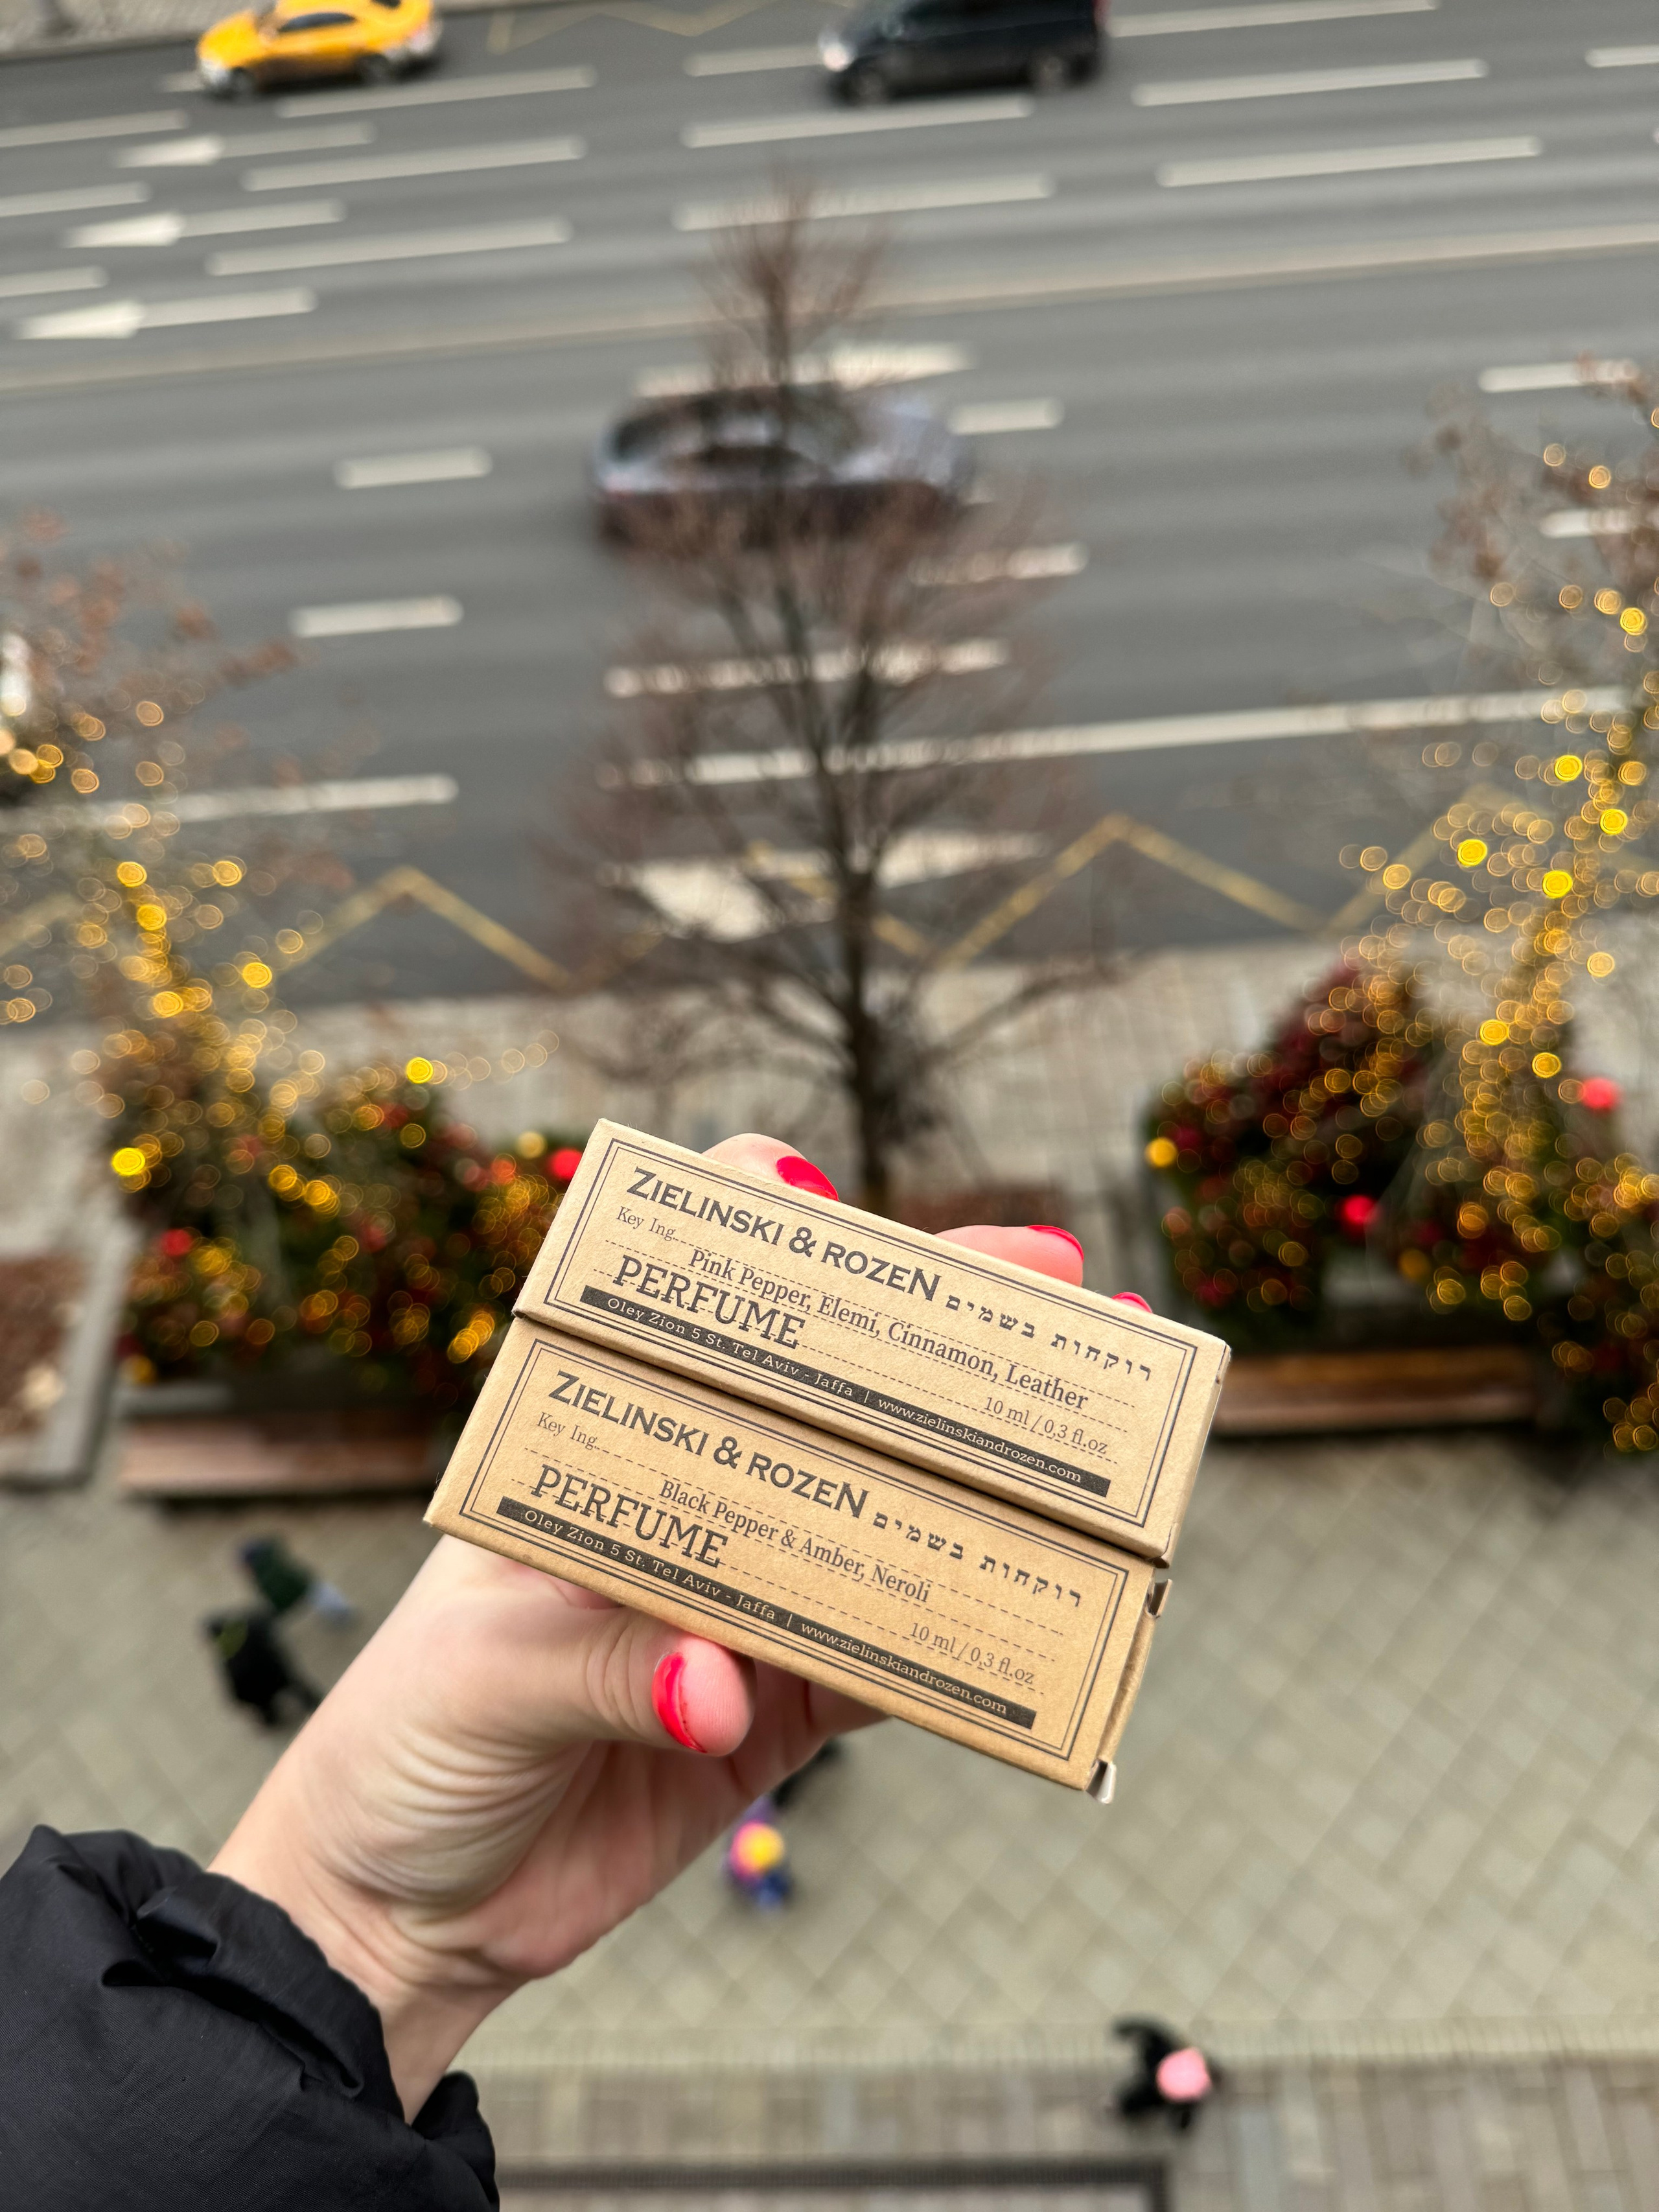 ZIELINSKI & ROZEN רוקחות בשמים
Key Ing. Pink Pepper, Elemi, Cinnamon, Leather
PERFUME 10 ml / 0,3 fl.oz
Oley Zion 5 St. Tel Aviv - Jaffa | www.zielinskiandrozen.com
ZIELINSKI & ROZEN רוקחות בשמים
Key Ing. Black Pepper & Amber, Neroli
PERFUME 10 ml / 0,3 fl.oz
Oley Zion 5 St. Tel Aviv - Jaffa | www.zielinskiandrozen.com